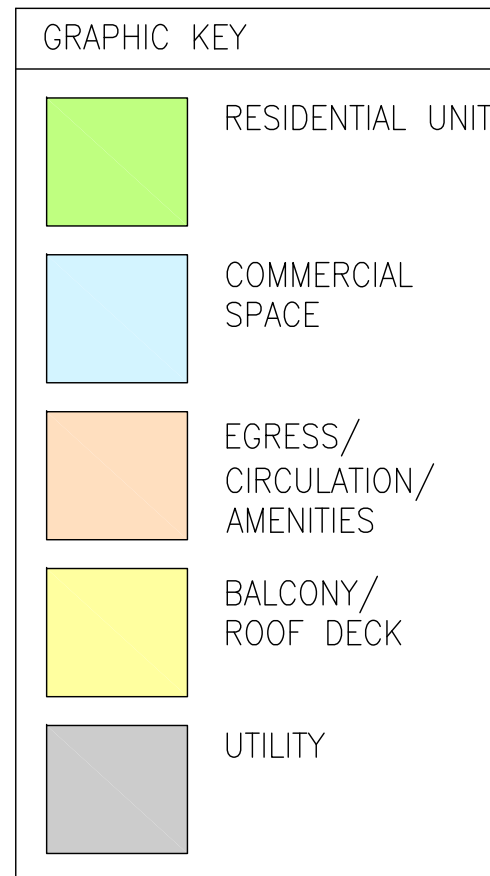 GRAPHIC KEY
RESIDENTIAL UNIT
COMMERCIAL
SPACE
EGRESS/
CIRCULATION/
AMENITIES
BALCONY/
ROOF DECK
UTILITY